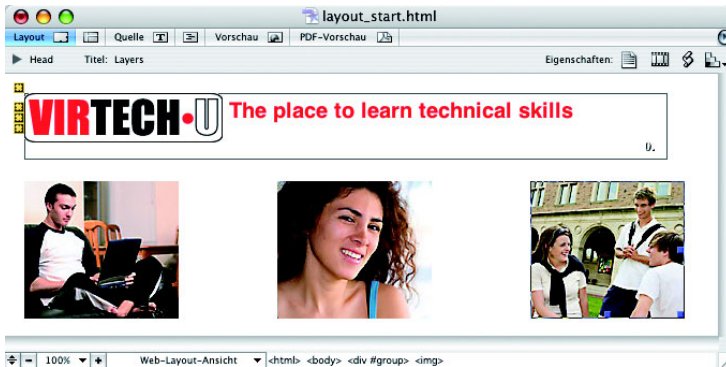 layout_start.html
Layout Quelle T Vorschau PDF-Vorschau
Head Titel: Layers Eigenschaften:
VIRTECH•U The place to learn technical skills
0.
100% Web-Layout-Ansicht <html> <body> <div #group> <img>